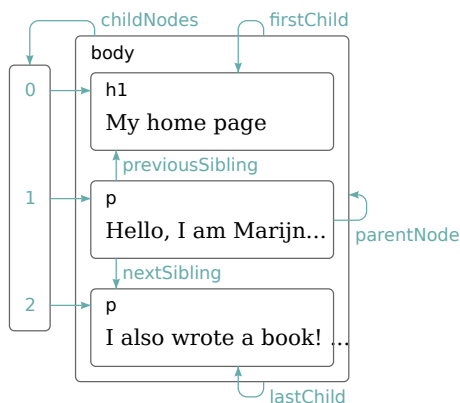 childNodes
firstChild
body
0
h1
My home page
previousSibling
1
p
Hello, I am Marijn...
parentNode
nextSibling
2
p
I also wrote a book! ...
lastChild